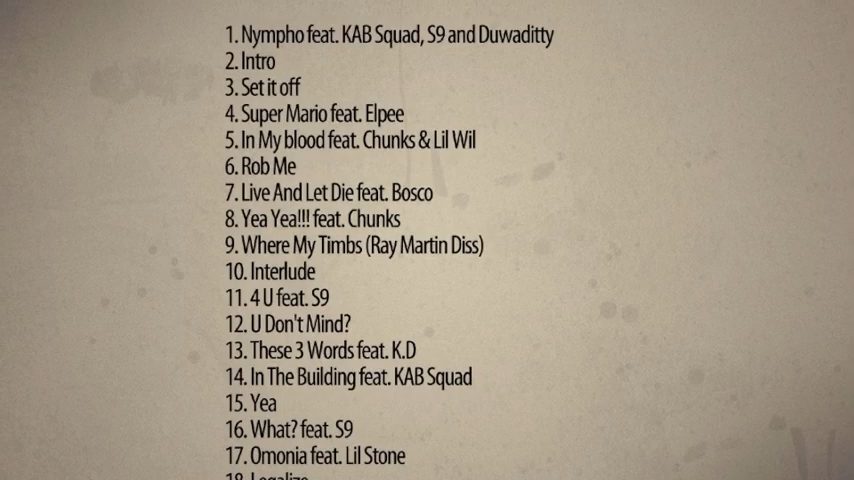 1. Nympho feat. KAB Squad, S9 and Duwaditty
2. Intro
3. Set it off
4. Super Mario feat. Elpee
5. In My blood feat. Chunks & Lil Wil
6. Rob Me
7. Live And Let Die feat. Bosco
8. Yea Yea!!! feat. Chunks
9. Where My Timbs (Ray Martin Diss)
10. Interlude
11. 4 U feat. S9
12. U Don't Mind?
13. These 3 Words feat. K.D
14. In The Building feat. KAB Squad
15. Yea
16. What? feat. S9
17. Omonia feat. Lil Stone
18. Legalize